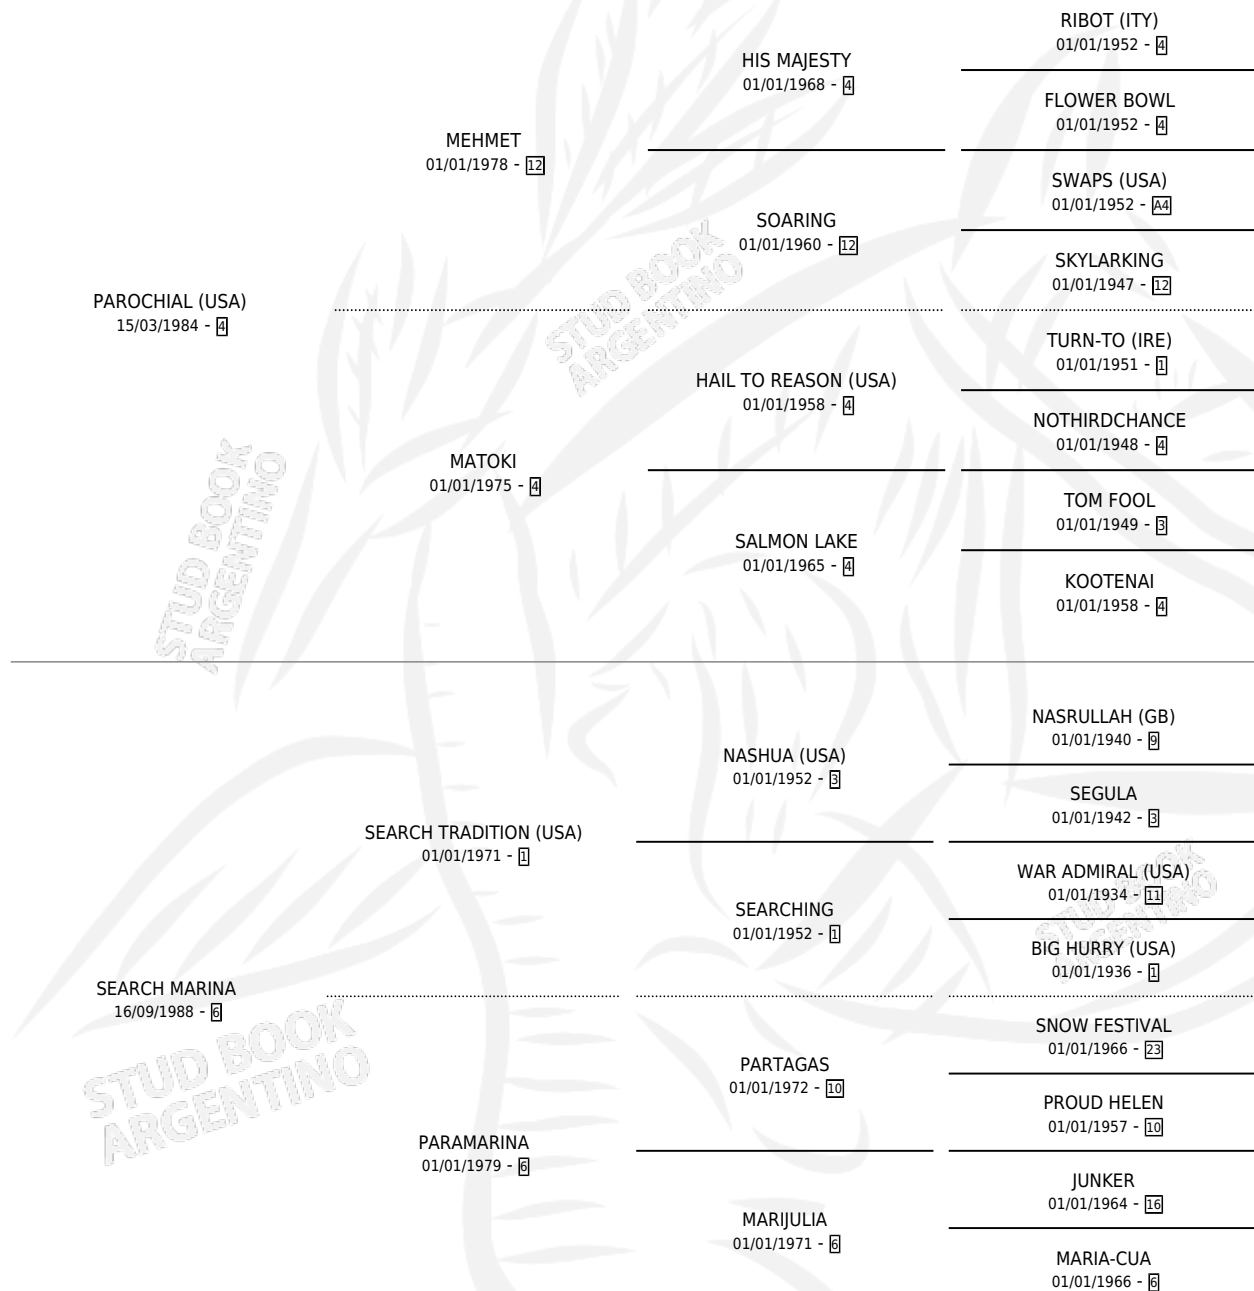 RIBOT (ITY)
01/01/1952 - 4
HIS MAJESTY
01/01/1968 - 4
FLOWER BOWL
01/01/1952 - 4
MEHMET
01/01/1978 - 12
SWAPS (USA)
01/01/1952 - A4
SOARING
01/01/1960 - 12
SKYLARKING
01/01/1947 - 12
PAROCHIAL (USA)
15/03/1984 - 4
TURN-TO (IRE)
01/01/1951 - 1
HAIL TO REASON (USA)
01/01/1958 - 4
NOTHIRDCHANCE
01/01/1948 - 4
MATOKI
01/01/1975 - 4
TOM FOOL
01/01/1949 - 3
SALMON LAKE
01/01/1965 - 4
KOOTENAI
01/01/1958 - 4
NASRULLAH (GB)
01/01/1940 - 9
NASHUA (USA)
01/01/1952 - 3
SEGULA
01/01/1942 - 3
SEARCH TRADITION (USA)
01/01/1971 - 1
WAR ADMIRAL (USA)
01/01/1934 - 11
SEARCHING
01/01/1952 - 1
BIG HURRY (USA)
01/01/1936 - 1
SEARCH MARINA
16/09/1988 - 6
SNOW FESTIVAL
01/01/1966 - 23
PARTAGAS
01/01/1972 - 10
PROUD HELEN
01/01/1957 - 10
PARAMARINA
01/01/1979 - 6
JUNKER
01/01/1964 - 16
MARIJULIA
01/01/1971 - 6
MARIA-CUA
01/01/1966 - 6
STUD BOOK
ARGENTINO
STUD BOOK
ARGENTINO
STUD BOOK
ARGENTINO
STUD BOOK
ARGENTINO